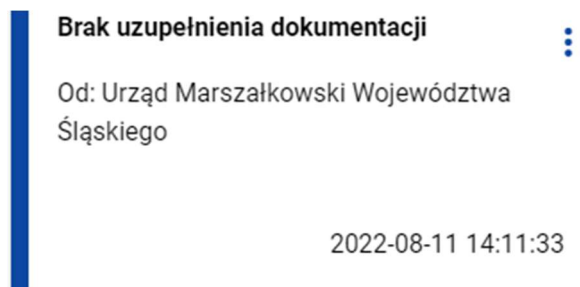 Brak uzupełnienia dokumentacji
Od: Urząd Marszałkowski Województwa
Śląskiego
2022-08-11 14:11:33